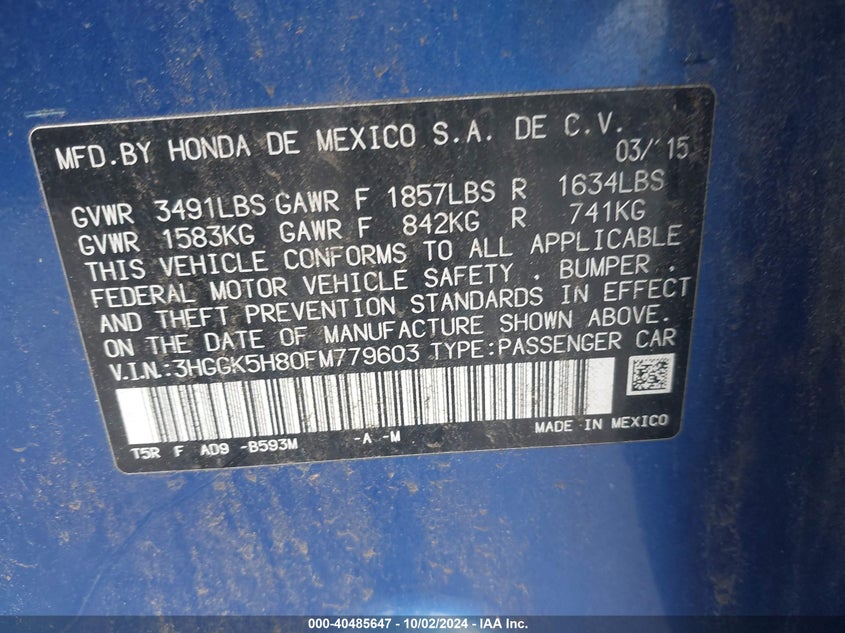 MFD.BY HONDA DE MEXICO S.A. DE C.V.
03/'15
GVWR 3491LBS GAWR F 1857LBS R 1634LBS
GVWR 1583KG GAWR F 842KG R 741KG
THIS VEHICLE CONFORMS TO ALL APPLICABLE
FEDERAL MOTOR VEHICLE SAFETY , BUMPER ,
AND THEFT PREVENTION STANDARDS IN EFFECT
ON THE DATE OF MANUFACTURE SHOWN ABOVE.
V.I.N.:3HGGK5H80FM779603 TYPE:PASSENGER CAR
T5R F AD9 -B593M -A -M MADE IN MEXICO
000-40485647 - 10/02/2024 - IAA Inc.